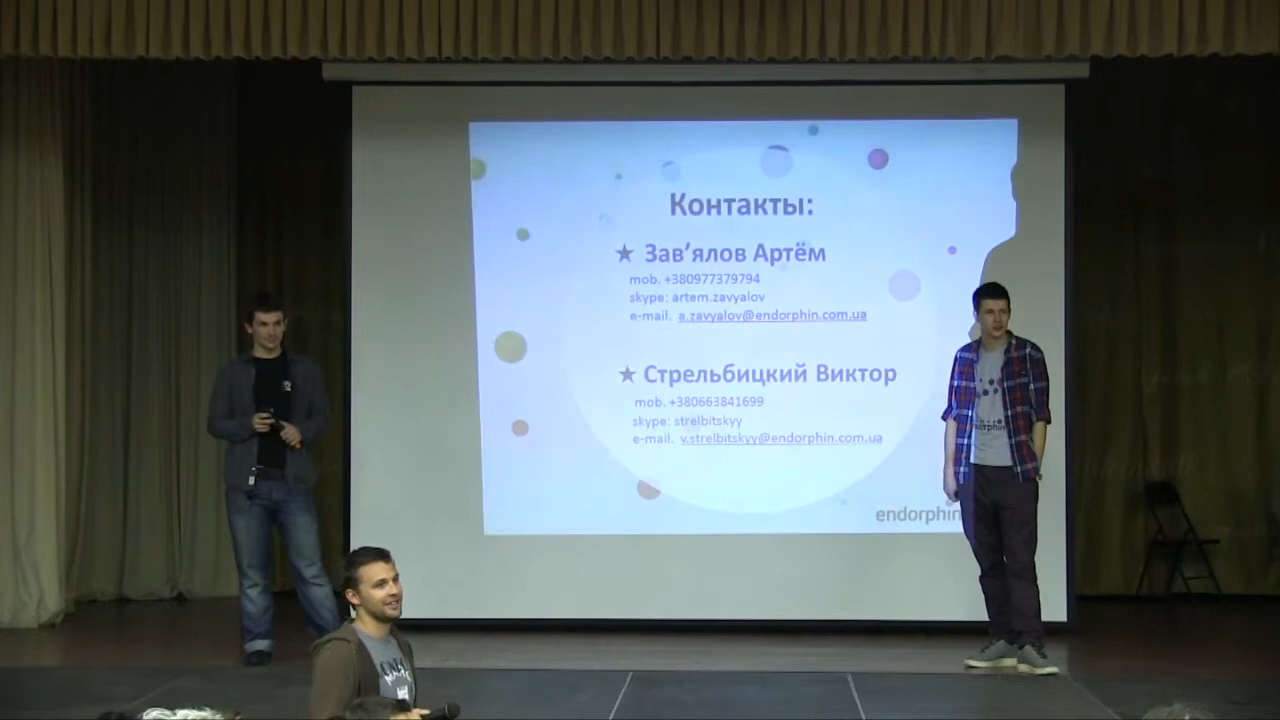 Контакты:
★ Зав’ялов Артём
mob. +380977379794
skype: artem.zavyalov
e-mail. a.zavyalov@endorphin.com.ua
★ Стрельбицкий Виктор
mob. +380663841699
skype: strelbitskyy
e-mail. v.strelbitskyy@endorphin.com.ua
endorphin